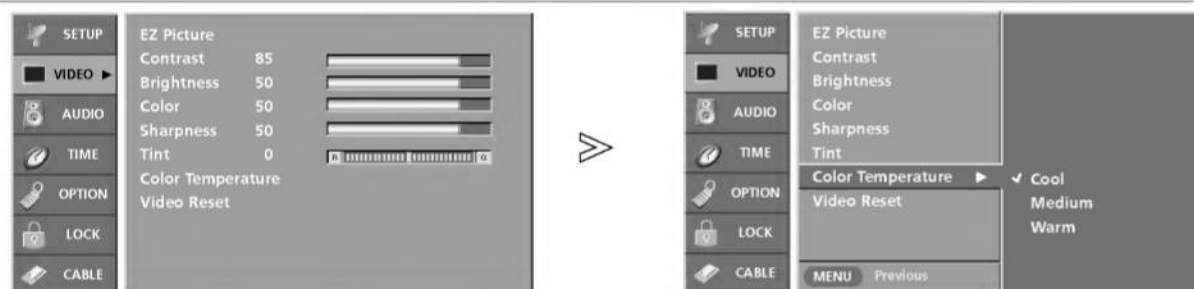 SETUP
VIDEO ►
AUDIO
TIME
OPTION
LOCK
CABLE
EZ Picture
Contrast 85
Brightness 50
Color 50
Sharpness 50
Tint 0 R G
Color Temperature
Video Reset
≫
SETUP
VIDEO
AUDIO
TIME
OPTION
LOCK
CABLE
EZ Picture
Contrast
Brightness
Color
Sharpness
Tint
Color Temperature ►
Video Reset
MENU Previous
✓ Cool
Medium
Warm